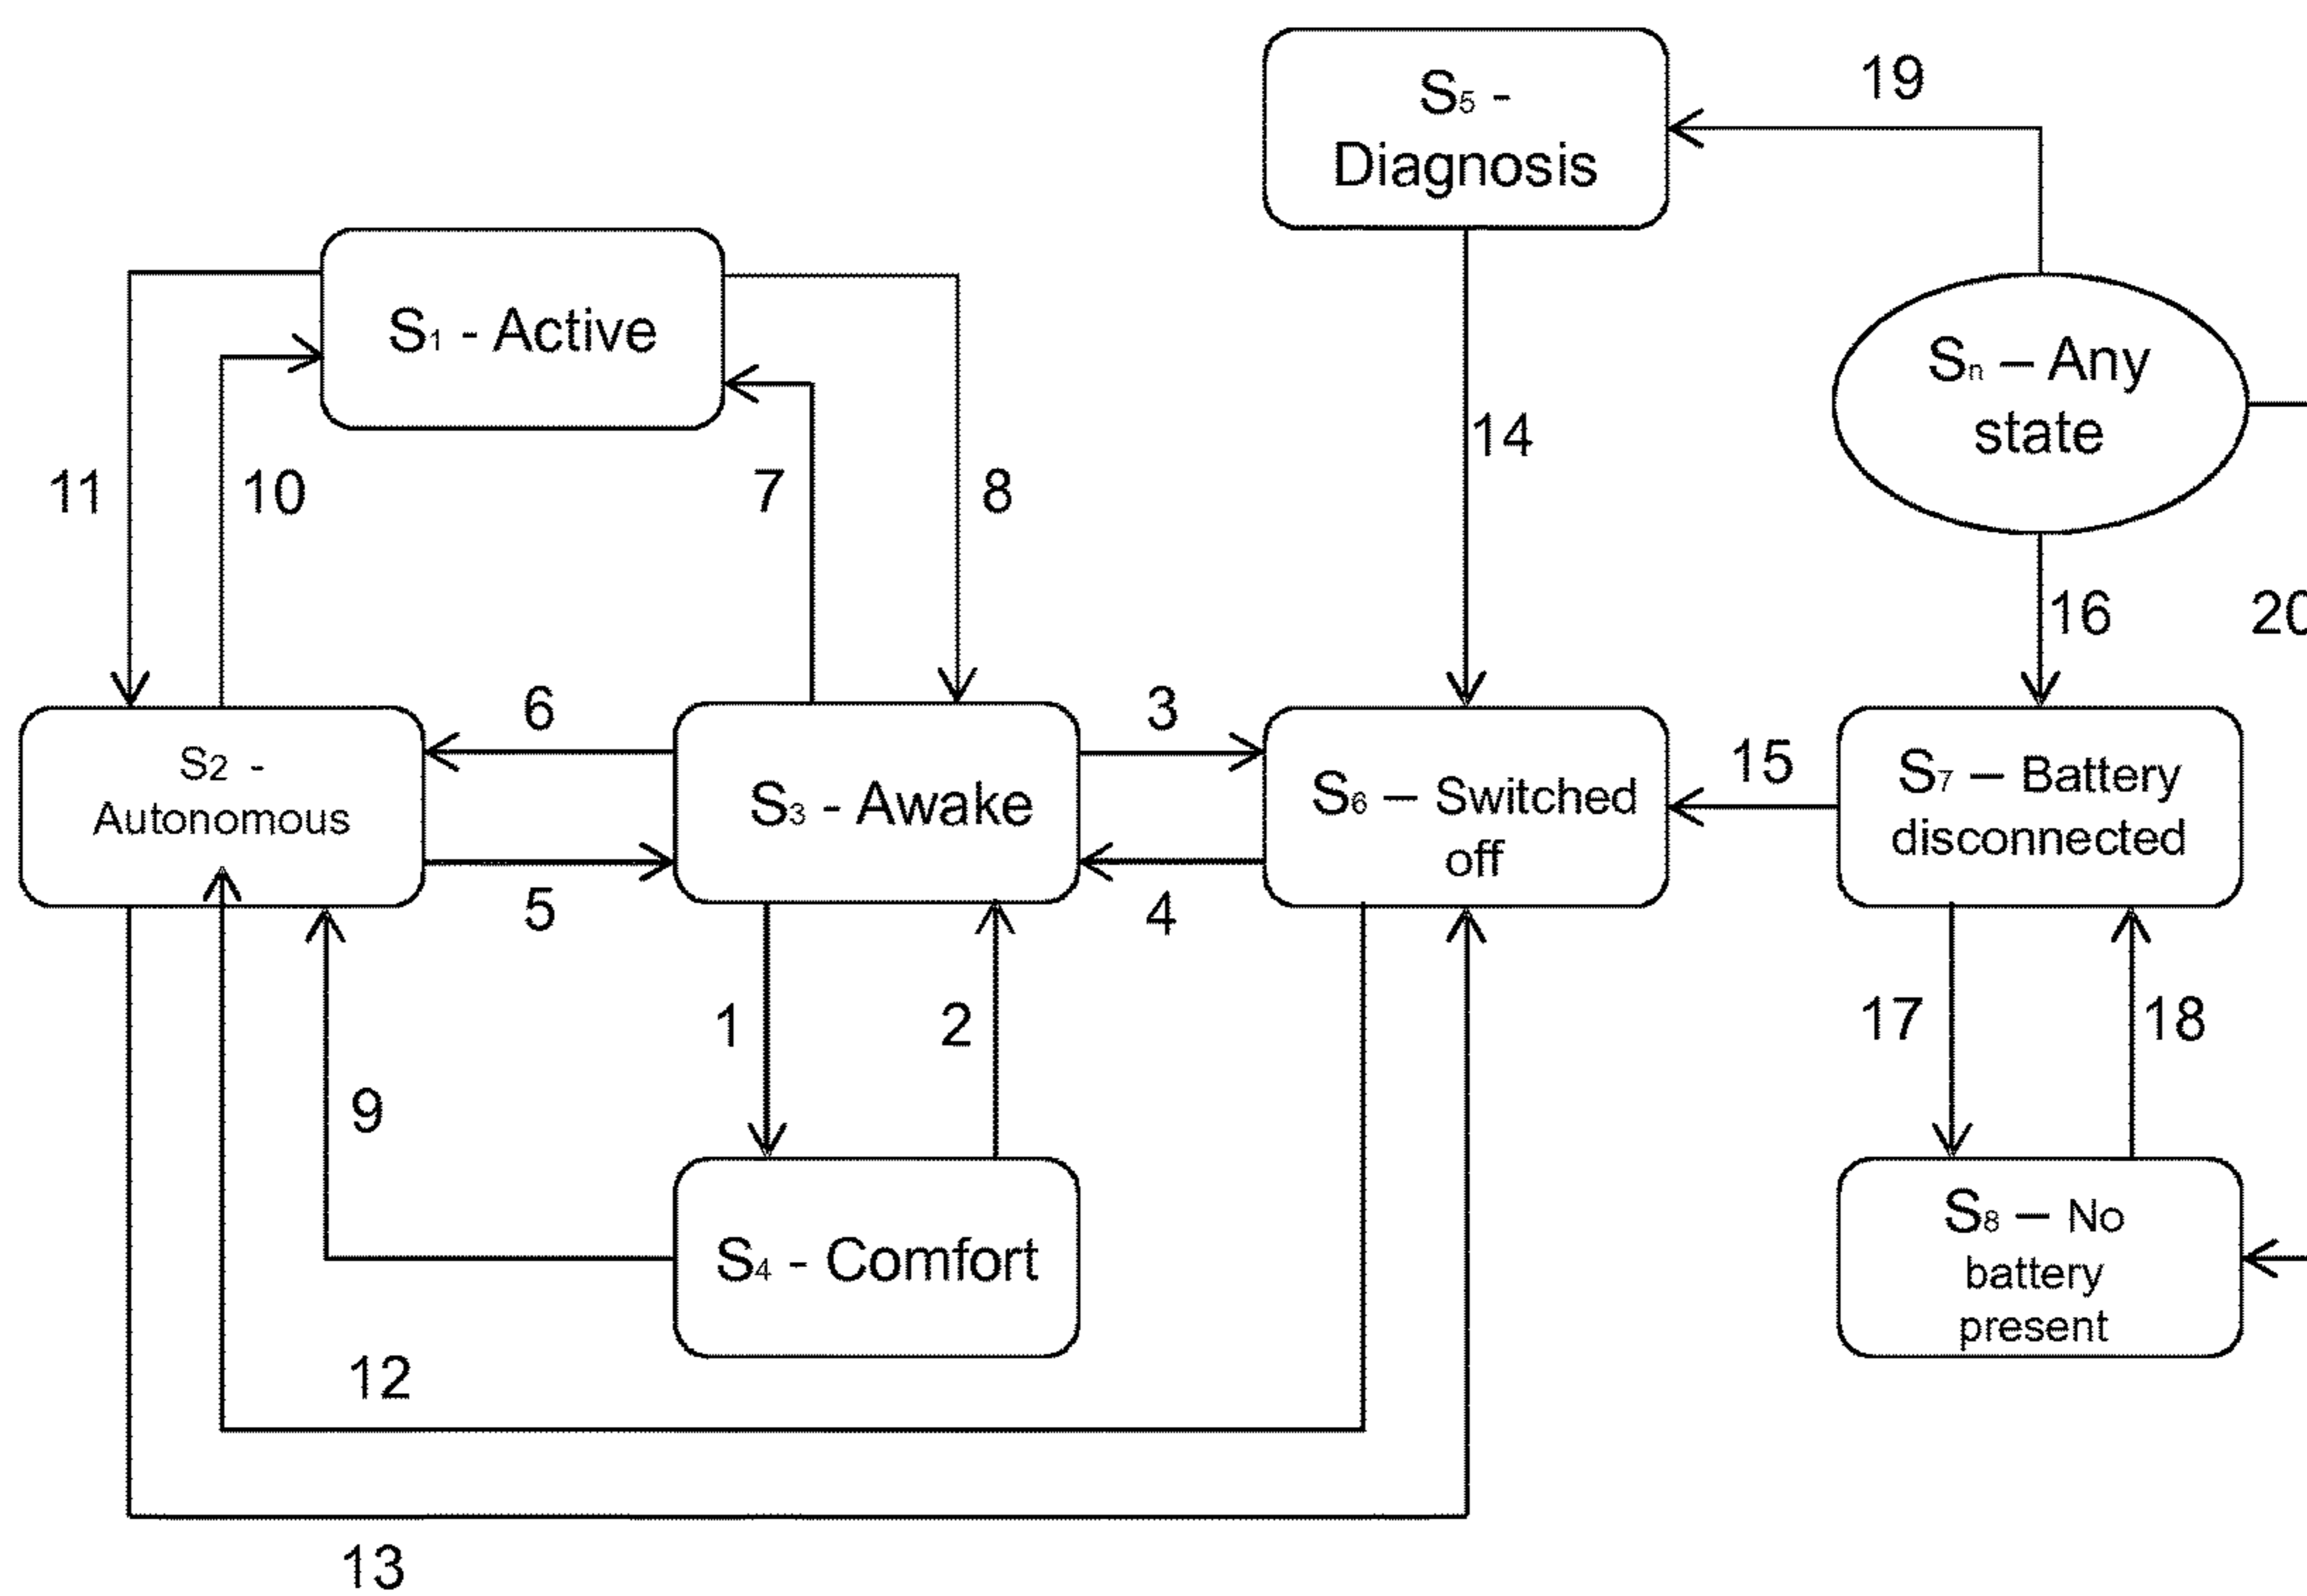 S5 -
Diagnosis
19
S1 - Active
Sn – Any
state
11
10
7
8
14
16
20
6
3
15
S2 -
Autonomous
S3 - Awake
S6 – Switched
off
S7 – Battery
disconnected
5
4
1
2
17
18
9
S4 - Comfort
S8 – No
battery
present
12
13